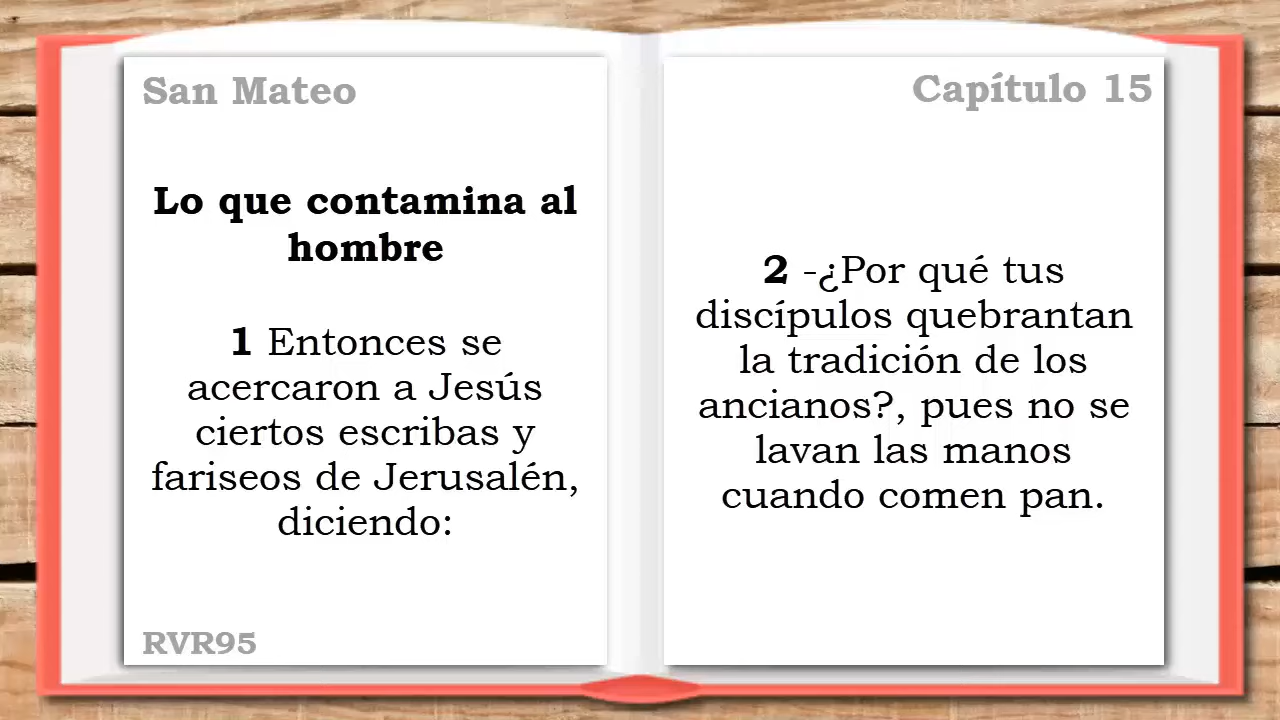 San Mateo
Lo que contamina al
hombre
1 Entonces se
acercaron a Jesús
ciertos escribas y
fariseos de Jerusalén,
diciendo:
RVR95
Capítulo 15
2 -¿Por qué tus
discípulos quebrantan
la tradición de los
ancianos?, pues no se
lavan las manos
cuando comen pan.